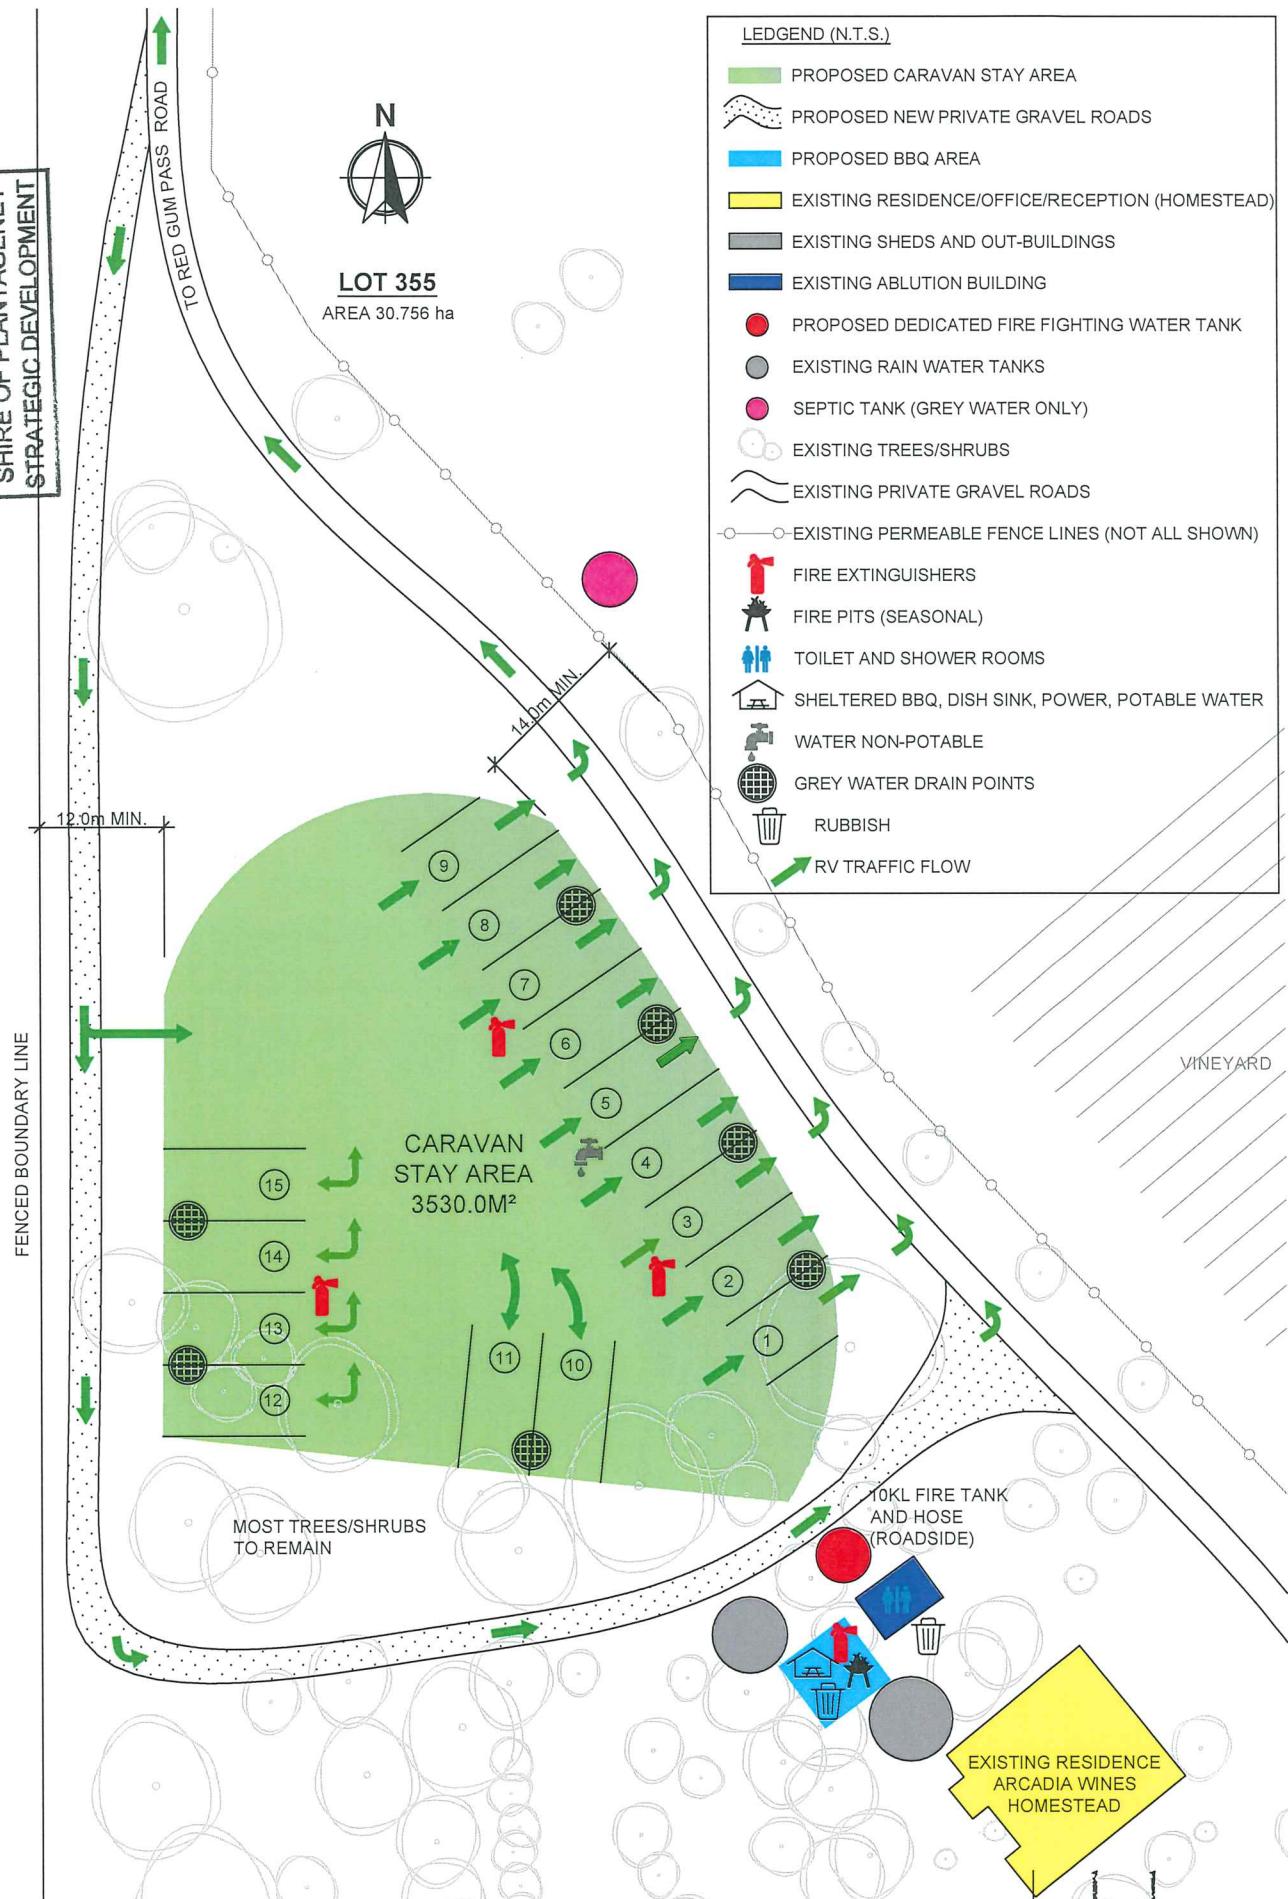 SHIRE OF PLANTAGENET
STRATEGIC DEVELOPMENT
TO RED GUM PASS ROAD
N
LOT 355
AREA 30.756 ha
LEDGEND (N.T.S.)
PROPOSED CARAVAN STAY AREA
PROPOSED NEW PRIVATE GRAVEL ROADS
PROPOSED BBQ AREA
EXISTING RESIDENCE/OFFICE/RECEPTION (HOMESTEAD)
EXISTING SHEDS AND OUT-BUILDINGS
EXISTING ABLUTION BUILDING
PROPOSED DEDICATED FIRE FIGHTING WATER TANK
EXISTING RAIN WATER TANKS
SEPTIC TANK (GREY WATER ONLY)
EXISTING TREES/SHRUBS
EXISTING PRIVATE GRAVEL ROADS
EXISTING PERMEABLE FENCE LINES (NOT ALL SHOWN)
FIRE EXTINGUISHERS
FIRE PITS (SEASONAL)
TOILET AND SHOWER ROOMS
SHELTERED BBQ, DISH SINK, POWER, POTABLE WATER
WATER NON-POTABLE
GREY WATER DRAIN POINTS
RUBBISH
RV TRAFFIC FLOW
14.0m MIN.
12.0m MIN.
9
8
7
6
5
4
3
2
1
VINEYARD
FENCED BOUNDARY LINE
CARAVAN
STAY AREA
3530.0M²
15
14
13
12
11
10
MOST TREES/SHRUBS
TO REMAIN
10KL FIRE TANK
AND HOSE
(ROADSIDE)
EXISTING RESIDENCE
ARCADIA WINES
HOMESTEAD